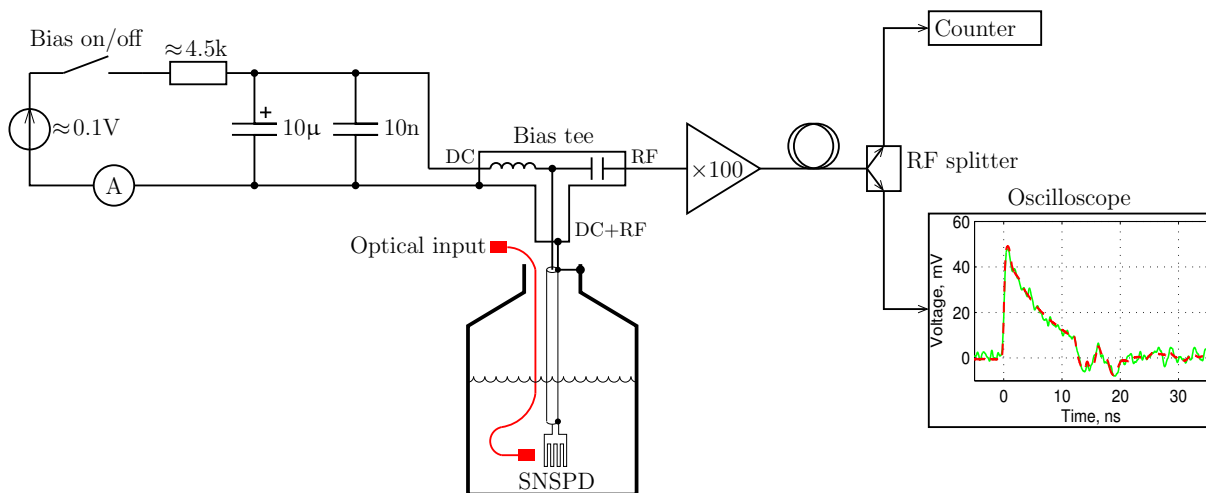 Bias on/off
≈4.5k
≈0.1V
+
10μ
10n
A
Bias tee
DC
RF
DC+RF
×100
Counter
RF splitter
Oscilloscope
Optical input
SNSPD
Voltage, mV
60
40
20
0
0
10
20
30
Time, ns